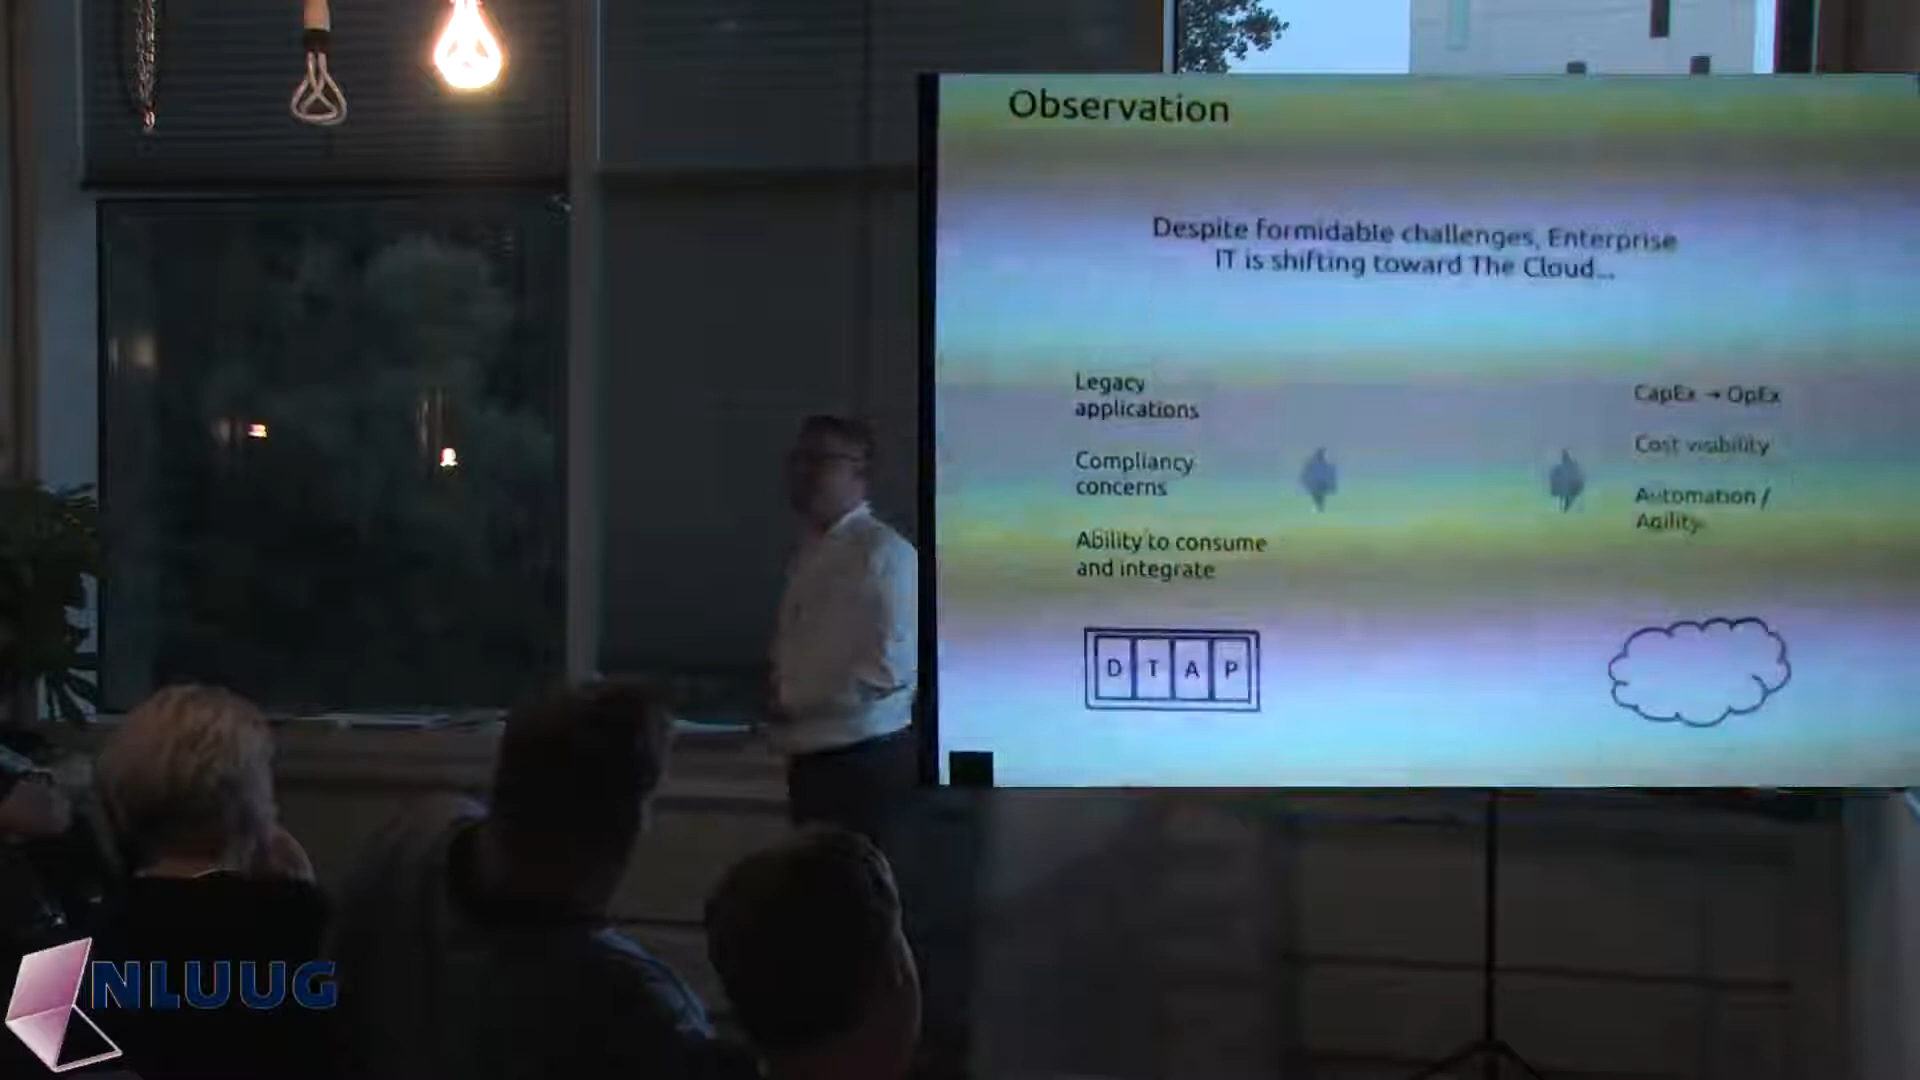 Observation
Despite formidable challenges, Enterprise
IT is shifting toward The Cloud...
Legacy
applications
Compliancy
concerns
Ability to consume
and integrate
D T A P
CapEx → OpEx
Cost visibility
Automation /
Agility
NLUUG